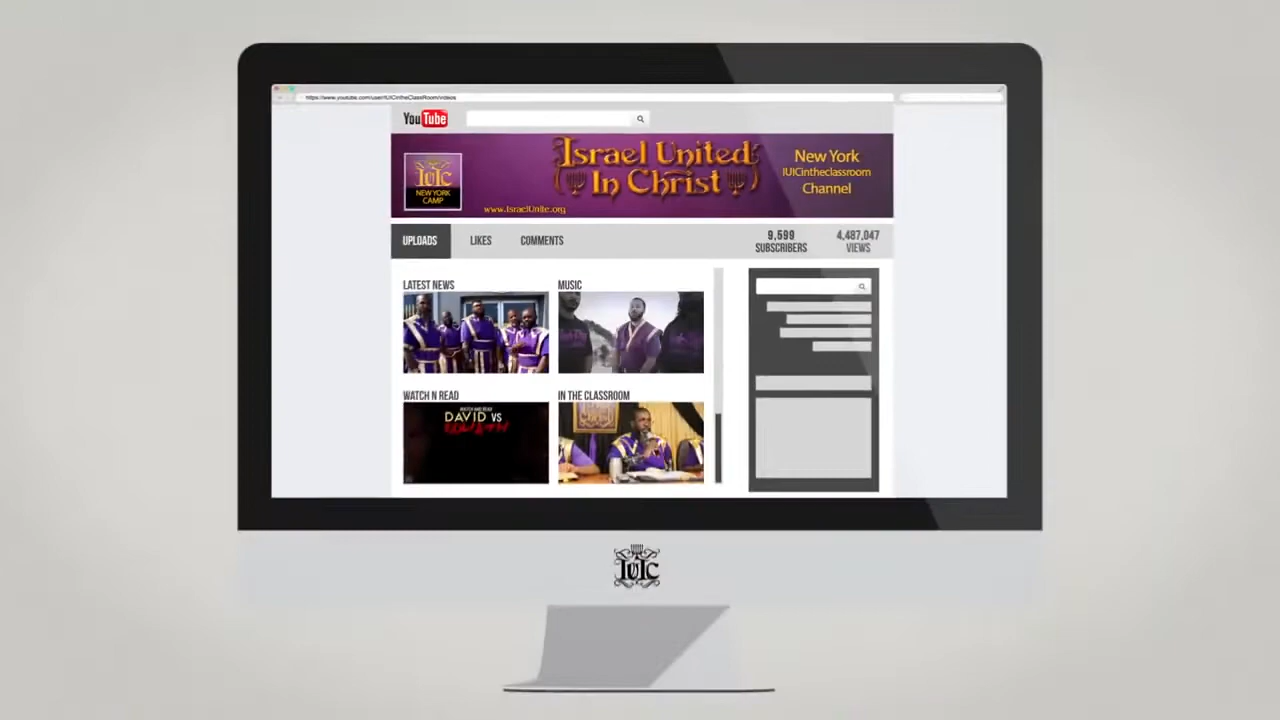 https://www.youtube.com/user/IUICintheClassRoom/videos
YouTube
Israel United
In Christ
New York
IUICintheclassroom
Channel
IUIC
NEW YORK
CAMP
www.IsraelUnite.org
UPLOADS
LIKES
COMMENTS
9,599
SUBSCRIBERS
4,487,047
VIEWS
LATEST NEWS
MUSIC
WATCH N READ
IN THE CLASSROOM
WATCH AND READ
DAVID VS
IUIC